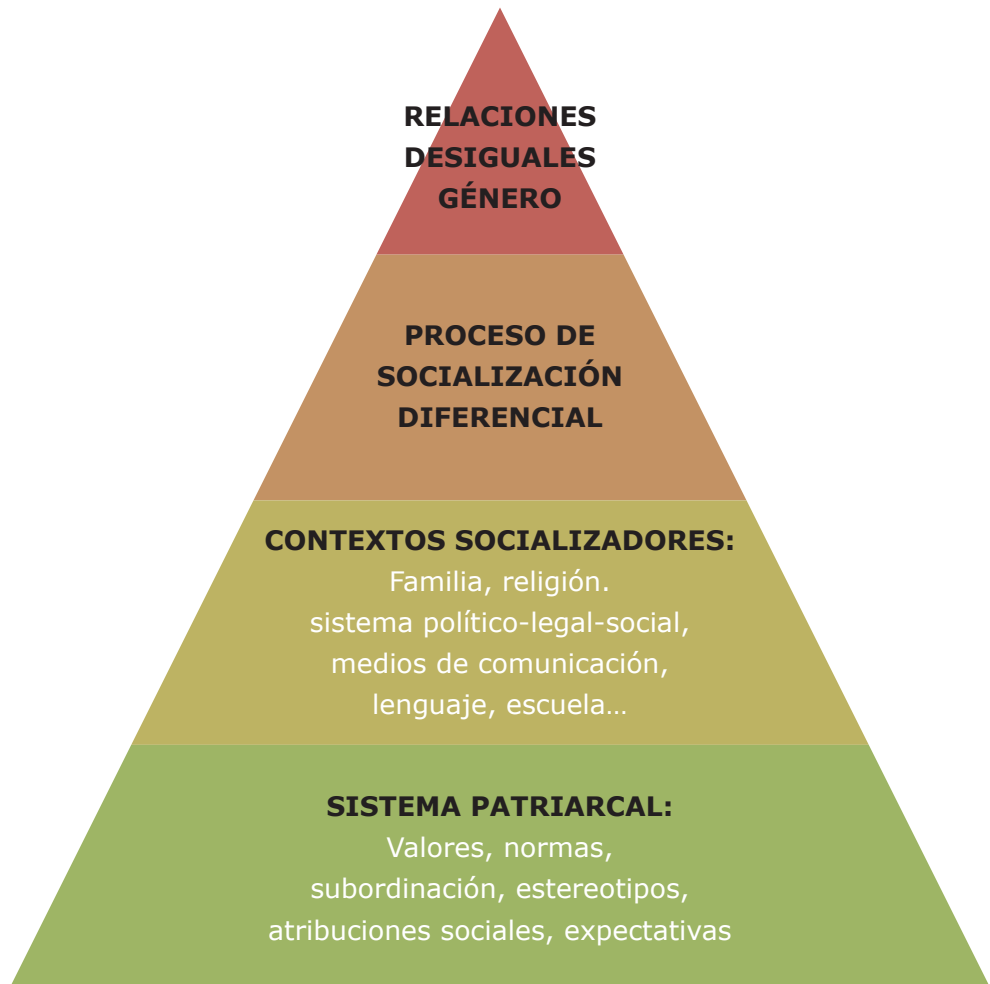 RELACIONES
DESIGUALES
GÉNERO
PROCESO DE
SOCIALIZACIÓN
DIFERENCIAL
CONTEXTOS SOCIALIZADORES:
Familia, religión.
sistema político-legal-social,
medios de comunicación,
lenguaje, escuela…
SISTEMA PATRIARCAL:
Valores, normas,
subordinación, estereotipos,
atribuciones sociales, expectativas